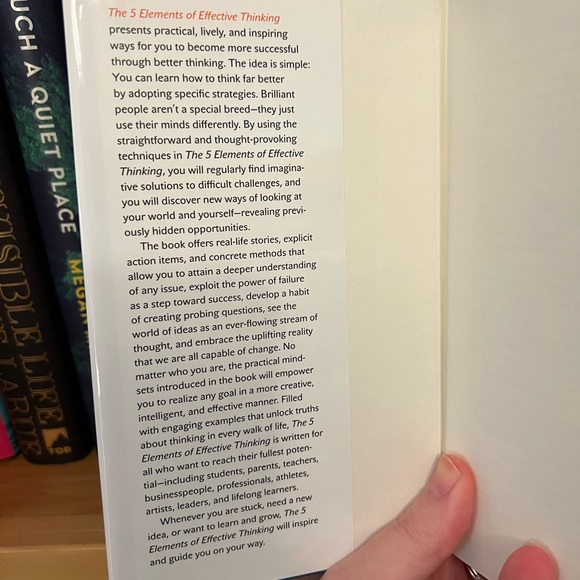 The 5 Elements of Effective Thinking
presents practical, lively, and inspiring
ways for you to become more successful
through better thinking. The idea is simple:
You can learn how to think far better
by adopting specific strategies. Brilliant
people aren't a special breed—they just
use their minds differently. By using the
straightforward and thought-provoking
techniques in The 5 Elements of Effective
Thinking, you will regularly find imagina-
tive solutions to difficult challenges, and
you will discover new ways of looking at
your world and yourself—revealing previ-
ously hidden opportunities.
The book offers real-life stories, explicit
action items, and concrete methods that
allow you to attain a deeper understanding
of any issue, exploit the power of failure
as a step toward success, develop a habit
of creating probing questions, see the
world of ideas as an ever-flowing stream of
thought, and embrace the uplifting reality
that we are all capable of change. No
matter who you are, the practical mind-
sets introduced in the book will empower
you to realize any goal in a more creative,
intelligent, and effective manner. Filled
with engaging examples that unlock truths
about thinking in every walk of life, The 5
Elements of Effective Thinking is written for
all who want to reach their fullest poten-
tial—including students, parents, teachers,
businesspeople, professionals, athletes,
artists, leaders, and lifelong learners.
Whenever you are stuck, need a new
idea, or want to learn and grow, The 5
Elements of Effective Thinking will inspire
and guide you on your way.
UCH A QUIET PLACE
MEGAN
VISIBLE LIFE
LARUE
TOR